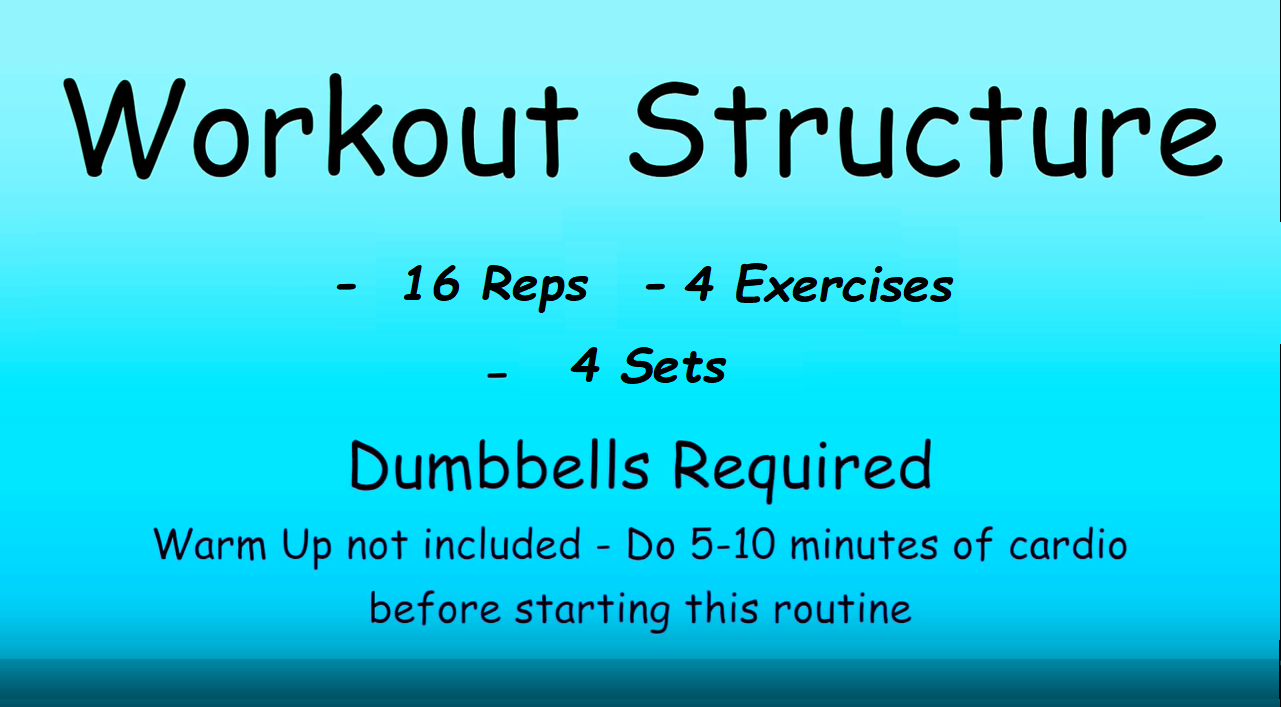 Workout Structure
- 16 Reps - 4 Exercises
- 4 Sets
Dumbbells Required
Warm Up not included - Do 5-10 minutes of cardio
before starting this routine